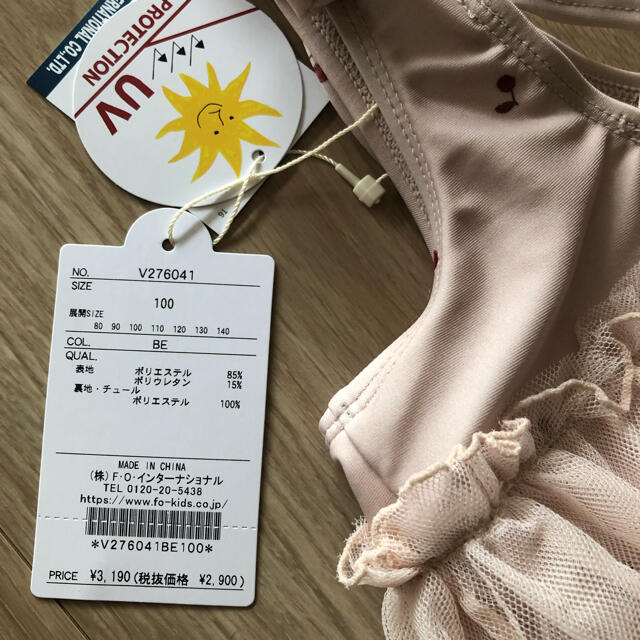 ERNATIONAL CO.,LTD.
PROTECTION
UV
NO. V276041
SIZE
100
展開SIZE
80 90 100 110 120 130 140
COL. BE
QUAL.
表地 ポリエステル 85%
ポリウレタン 15%
裏地・チュール
ポリエステル 100%
MADE IN CHINA
(株)F・O・インターナショナル
TEL 0120-20-5438
https://www.fo-kids.co.jp/
*V276041BE100*
PRICE ¥3,190(税抜価格 ¥2,900)